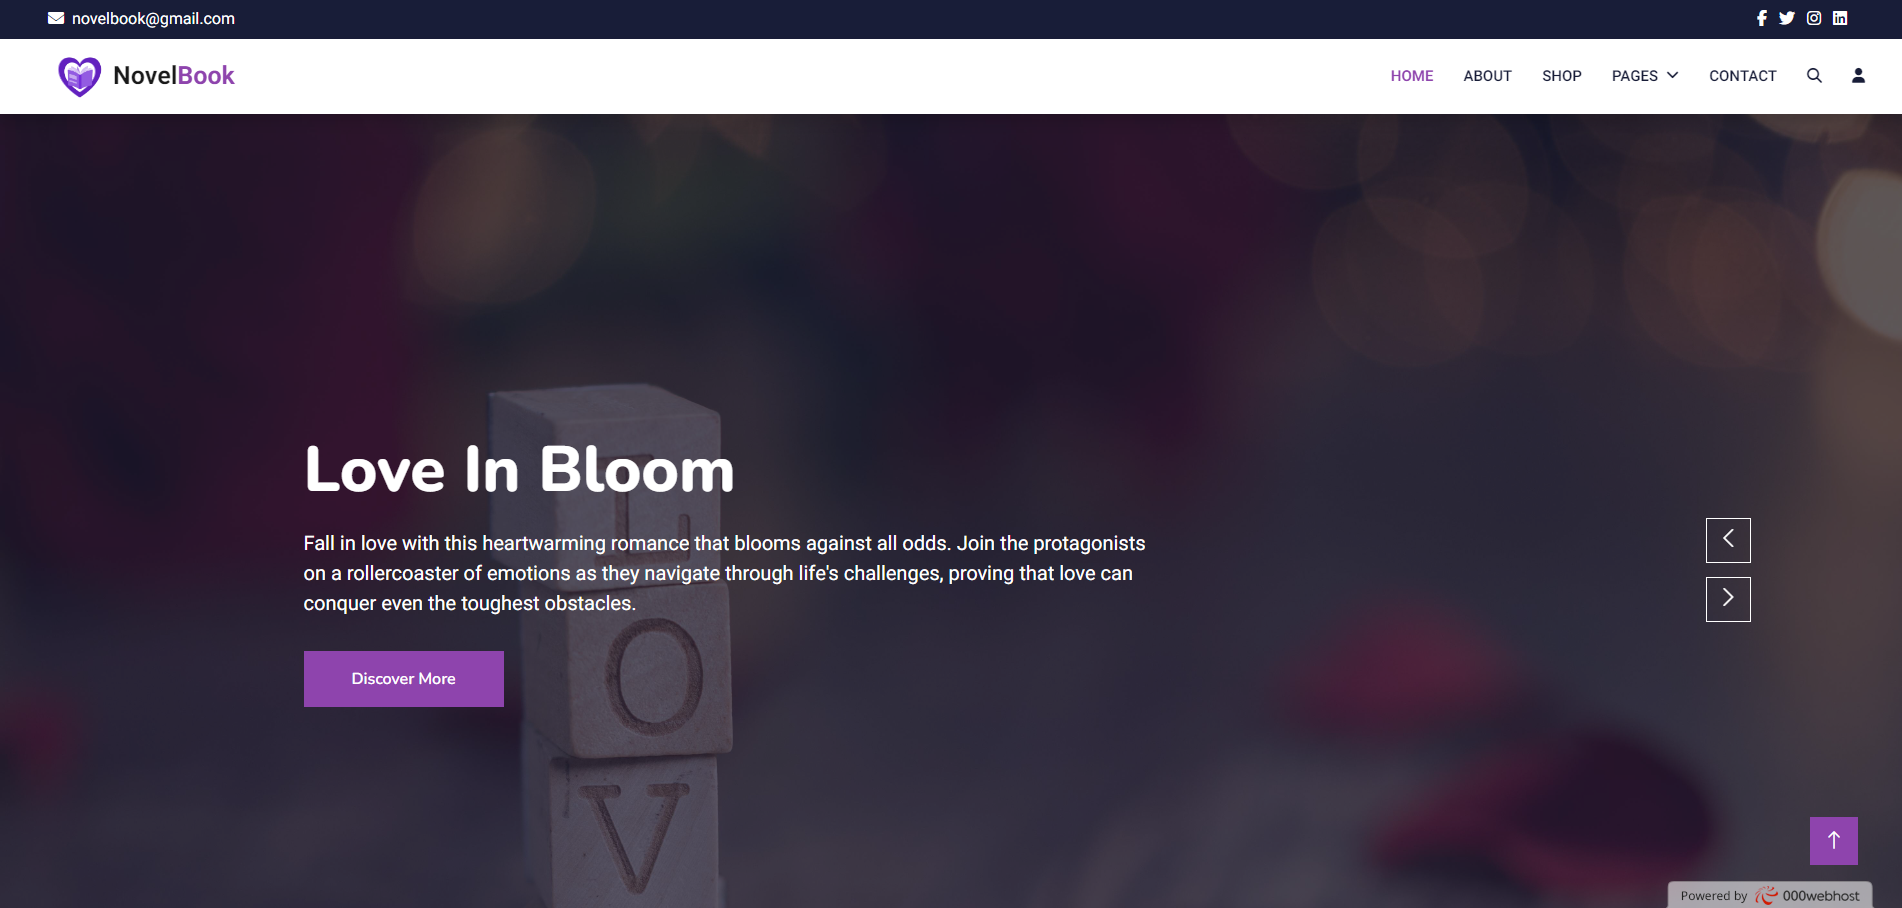 novelbook@gmail.com
NovelBook
HOME ABOUT SHOP PAGES CONTACT
Love In Bloom
Fall in love with this heartwarming romance that blooms against all odds. Join the protagonists
on a rollercoaster of emotions as they navigate through life's challenges, proving that love can
conquer even the toughest obstacles.
Discover More
L
O
V
Powered by 000webhost